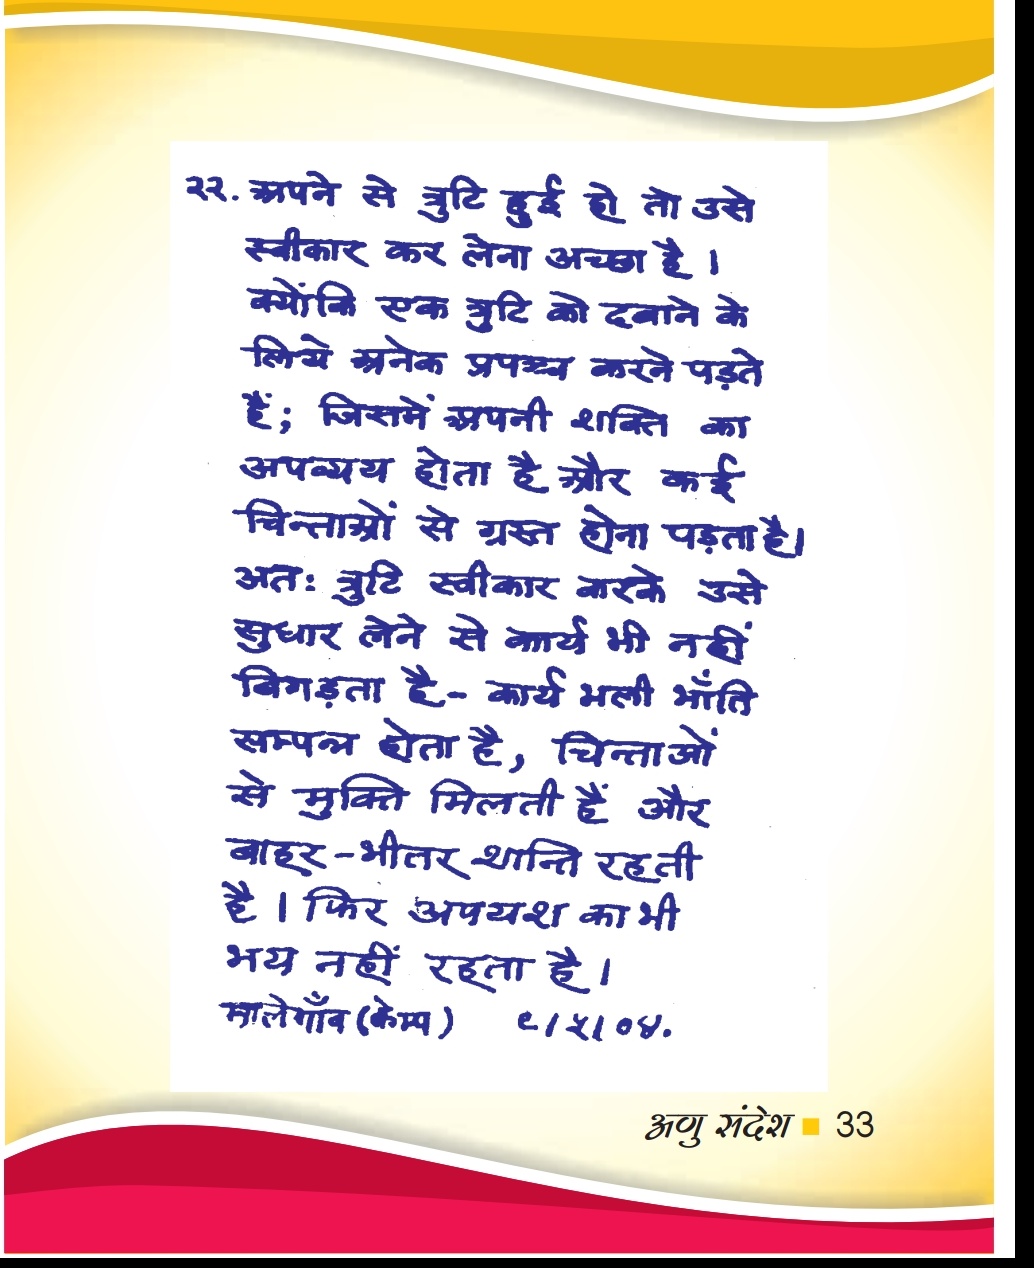 २२. अपने से त्रुटि हुई हो तो उसे
स्वीकार कर लेना अच्छा है ।
क्योंकि एक त्रुटि को दबाने के
लिये अनेक प्रपञ्च करने पड़ते
हैं; जिसमें अपनी शक्ति का
अपव्यय होता है और कई
चिन्ताओं से ग्रस्त होना पड़ता है।
अतः त्रुटि स्वीकार करके उसे
सुधार लेने से कार्य भी नहीं
बिगड़ता है- कार्य भली भाँति
सम्पन्न होता है, चिन्ताओं
से मुक्ति मिलती हैं और
बाहर-भीतर शान्ति रहती
है । फिर अपयश का भी
भय नहीं रहता है ।
मालेगाँव (केम्प) ९।५।०४.
अणु संदेश 33